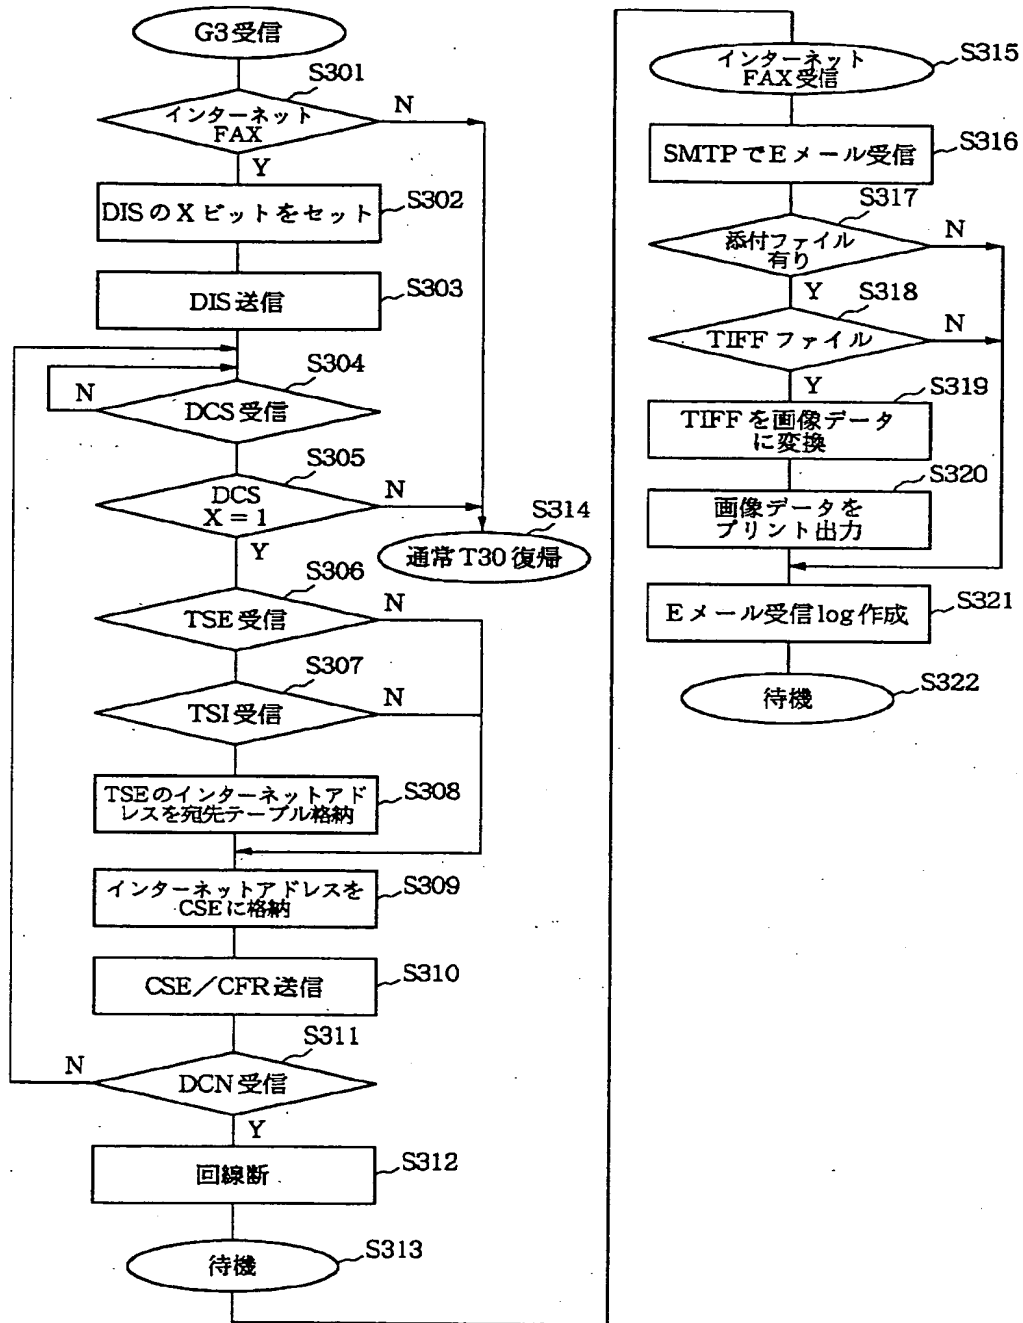 G3受信
S301
インターネット
FAX
N
Y
DISのXビットをセット
S302
DIS送信
S303
S304
N
DCS受信
S305
DCS
X＝1
N
Y
S314
通常T30復帰
S306
TSE受信
N
S307
TSI受信
N
TSEのインターネットアド
レスを宛先テーブル格納
S308
インターネットアドレスを
CSEに格納
S309
CSE／CFR送信
S310
S311
N
DCN受信
Y
回線断
S312
待機
S313
インターネット
FAX受信
S315
SMTPでEメール受信
S316
S317
添付ファイル
有り
N
Y
S318
TIFFファイル
N
Y
S319
TIFFを画像データ
に変換
S320
画像データを
プリント出力
Eメール受信log作成
S321
待機
S322